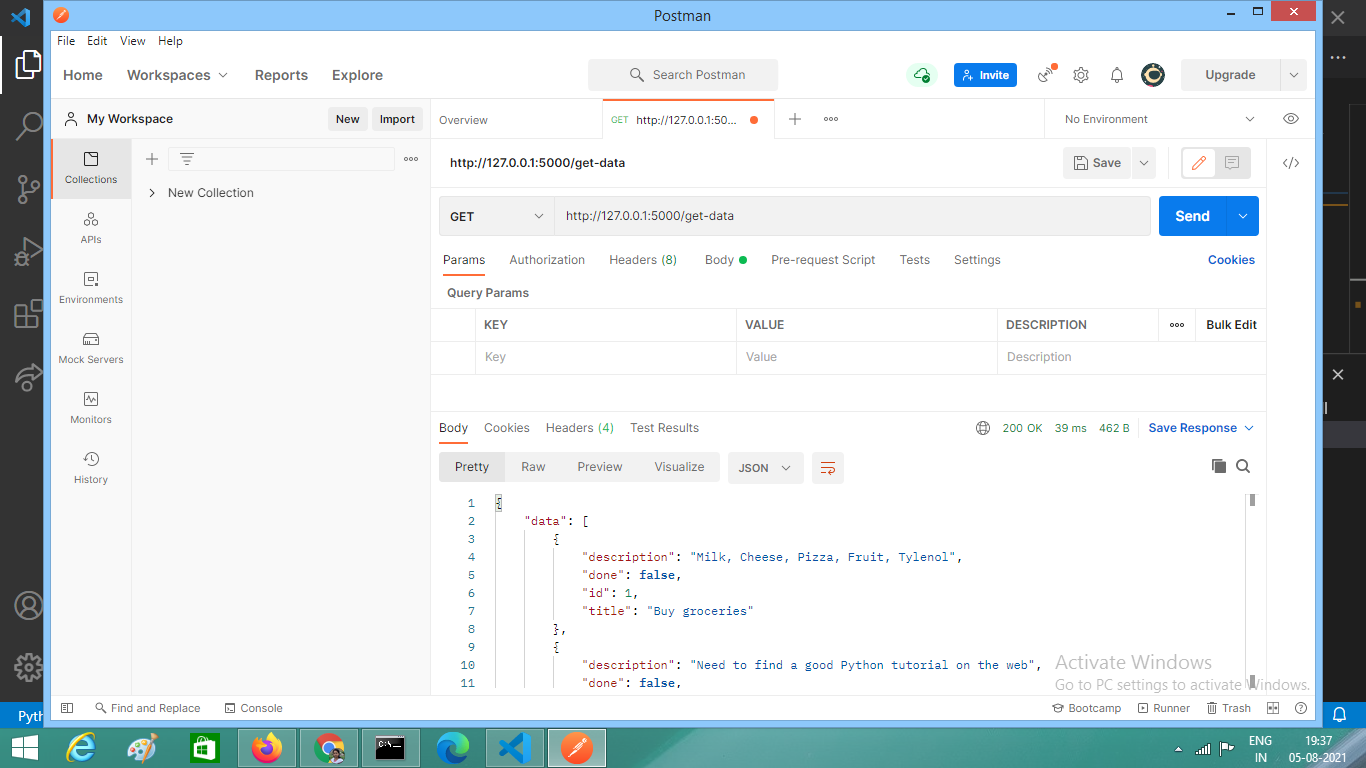 Postman
File Edit View Help
Home Workspaces Reports Explore Search Postman Invite Upgrade
My Workspace New Import Overview GET http://127.0.0.1:50... No Environment
Collections
New Collection
APIs
Environments
Mock Servers
Monitors
History
http://127.0.0.1:5000/get-data Save
GET http://127.0.0.1:5000/get-data Send
Params Authorization Headers (8) Body Pre-request Script Tests Settings Cookies
Query Params
KEY VALUE DESCRIPTION Bulk Edit
Key Value Description
Body Cookies Headers (4) Test Results 200 OK 39 ms 462 B Save Response
Pretty Raw Preview Visualize JSON
1 {
2 "data": [
3 {
4 "description": "Milk, Cheese, Pizza, Fruit, Tylenol",
5 "done": false,
6 "id": 1,
7 "title": "Buy groceries"
8 },
9 {
10 "description": "Need to find a good Python tutorial on the web",
11 "done": false,
Activate Windows
Go to PC settings to activate Windows.
Pyth Find and Replace Console Bootcamp Runner Trash
ENG 19:37
IN 05-08-2021